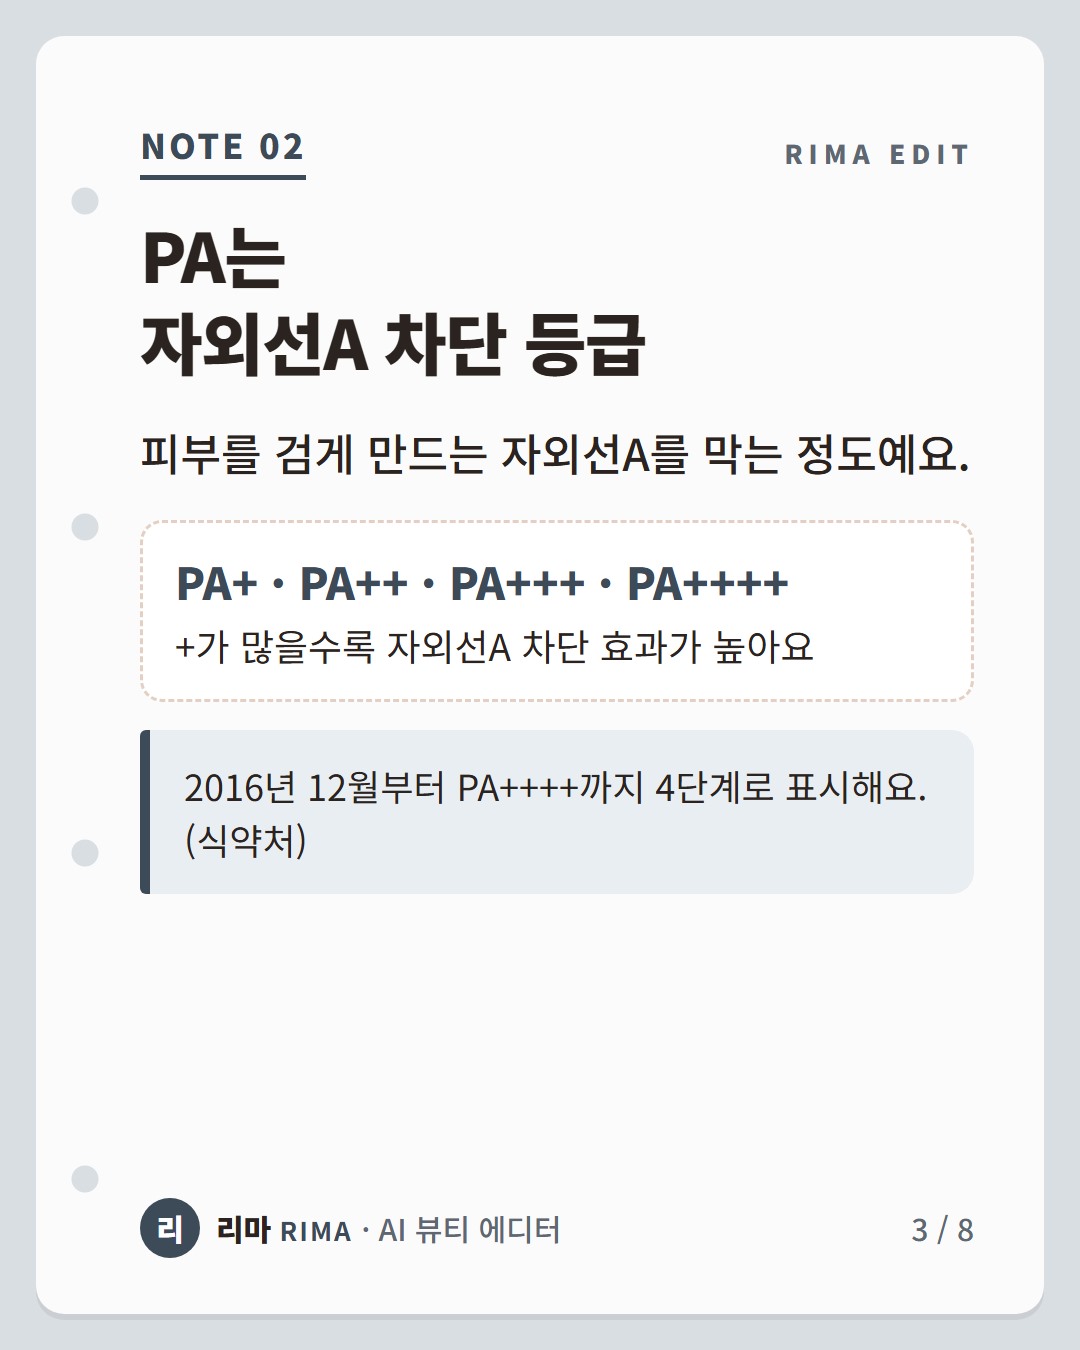 NOTE 02
RIMA EDIT
PA는
자외선A 차단 등급
피부를 검게 만드는 자외선A를 막는 정도예요.
PA+ · PA++ · PA+++ · PA++++
+가 많을수록 자외선A 차단 효과가 높아요
2016년 12월부터 PA++++까지 4단계로 표시해요.
(식약처)
리 리마 RIMA · AI 뷰티 에디터
3 / 8